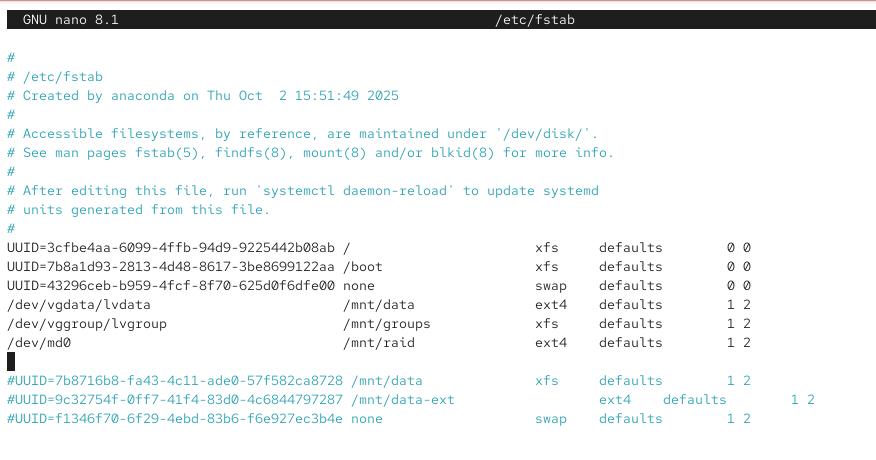 GNU nano 8.1                                               /etc/fstab
#
# /etc/fstab
# Created by anaconda on Thu Oct  2 15:51:49 2025
#
# Accessible filesystems, by reference, are maintained under '/dev/disk/'.
# See man pages fstab(5), findfs(8), mount(8) and/or blkid(8) for more info.
#
# After editing this file, run 'systemctl daemon-reload' to update systemd
# units generated from this file.
#
UUID=3cfbe4aa-6099-4ffb-94d9-9225442b08ab /                       xfs     defaults        0 0
UUID=7b8a1d93-2813-4d48-8617-3be8699122aa /boot                   xfs     defaults        0 0
UUID=43296ceb-b959-4fcf-8f70-625d0f6dfe00 none                    swap    defaults        0 0
/dev/vgdata/lvdata                        /mnt/data               ext4    defaults        1 2
/dev/vggroup/lvgroup                      /mnt/groups             xfs     defaults        1 2
/dev/md0                                  /mnt/raid               ext4    defaults        1 2
#UUID=7b8716b8-fa43-4c11-ade0-57f582ca8728 /mnt/data              xfs     defaults        1 2
#UUID=9c32754f-0ff7-41f4-83d0-4c6844797287 /mnt/data-ext                  ext4    defaults        1 2
#UUID=f1346f70-6f29-4ebd-83b6-f6e927ec3b4e none                   swap    defaults        1 2